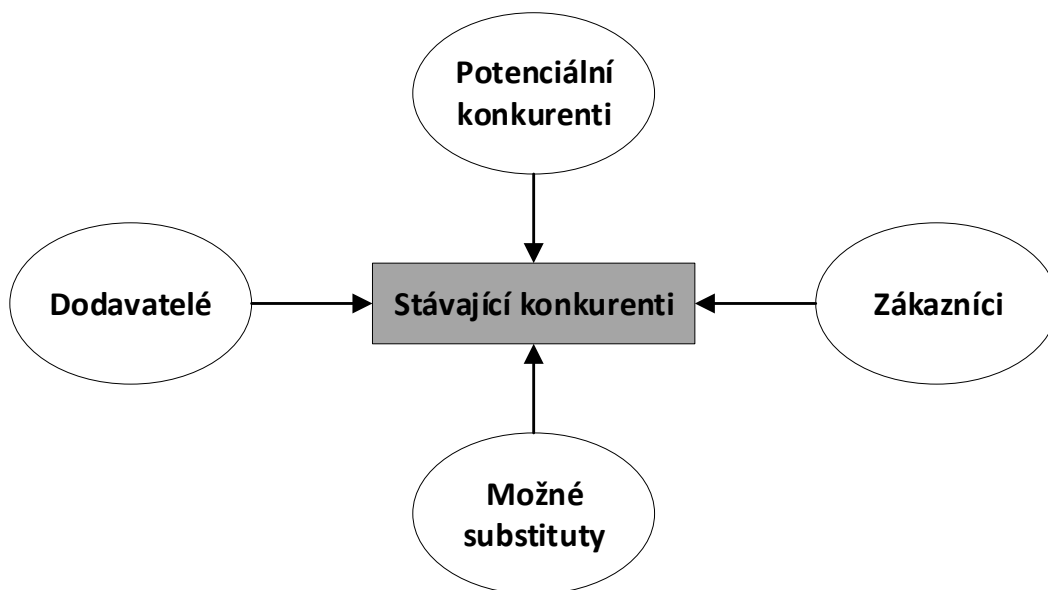 Potenciální
konkurenti
Dodavatelé
Stávající konkurenti
Zákazníci
Možné
substituty